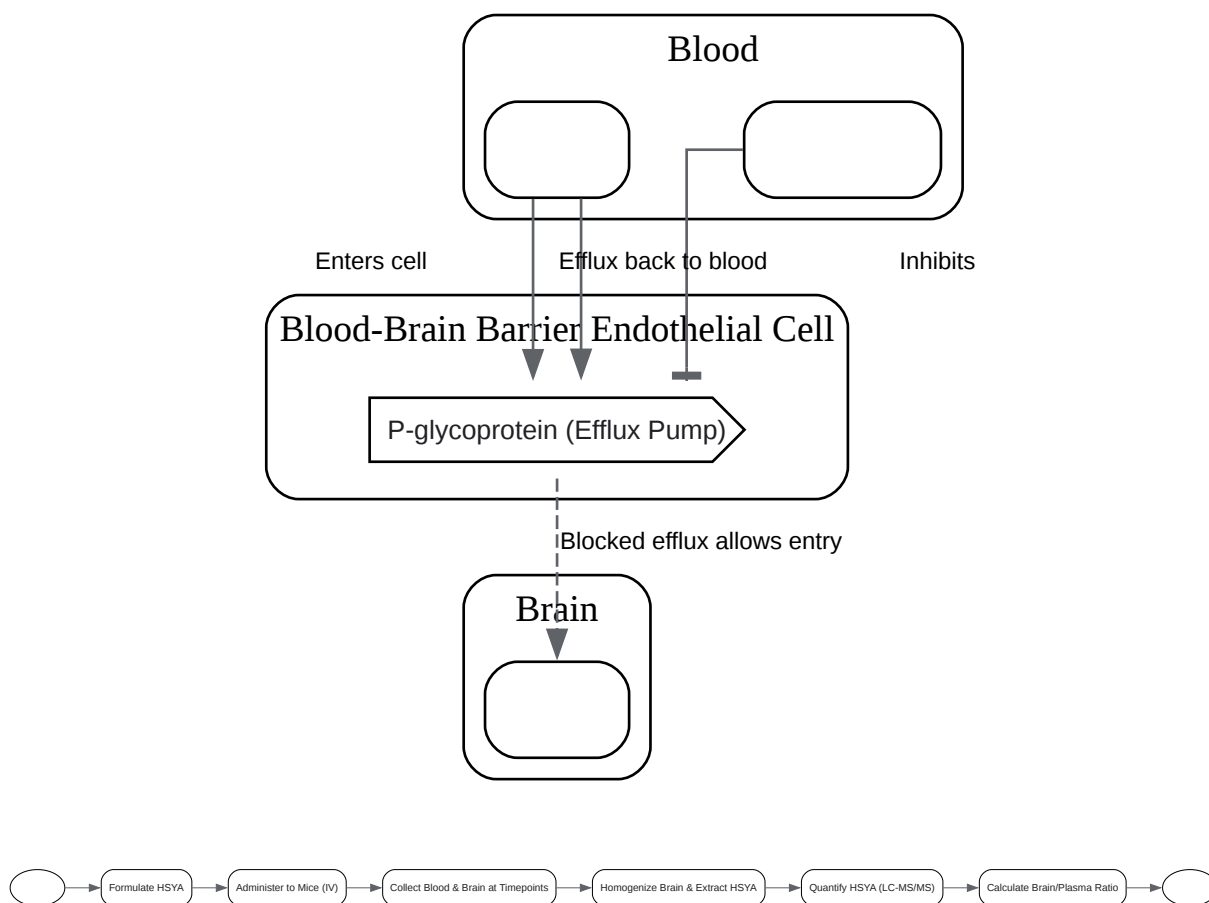 Blood
Enters cell
Efflux back to blood
Inhibits
Blood-Brain Barrier Endothelial Cell
P-glycoprotein (Efflux Pump)
Blocked efflux allows entry
Brain
Formulate HSYA
Administer to Mice (IV)
Collect Blood & Brain at Timepoints
Homogenize Brain & Extract HSYA
Quantify HSYA (LC-MS/MS)
Calculate Brain/Plasma Ratio